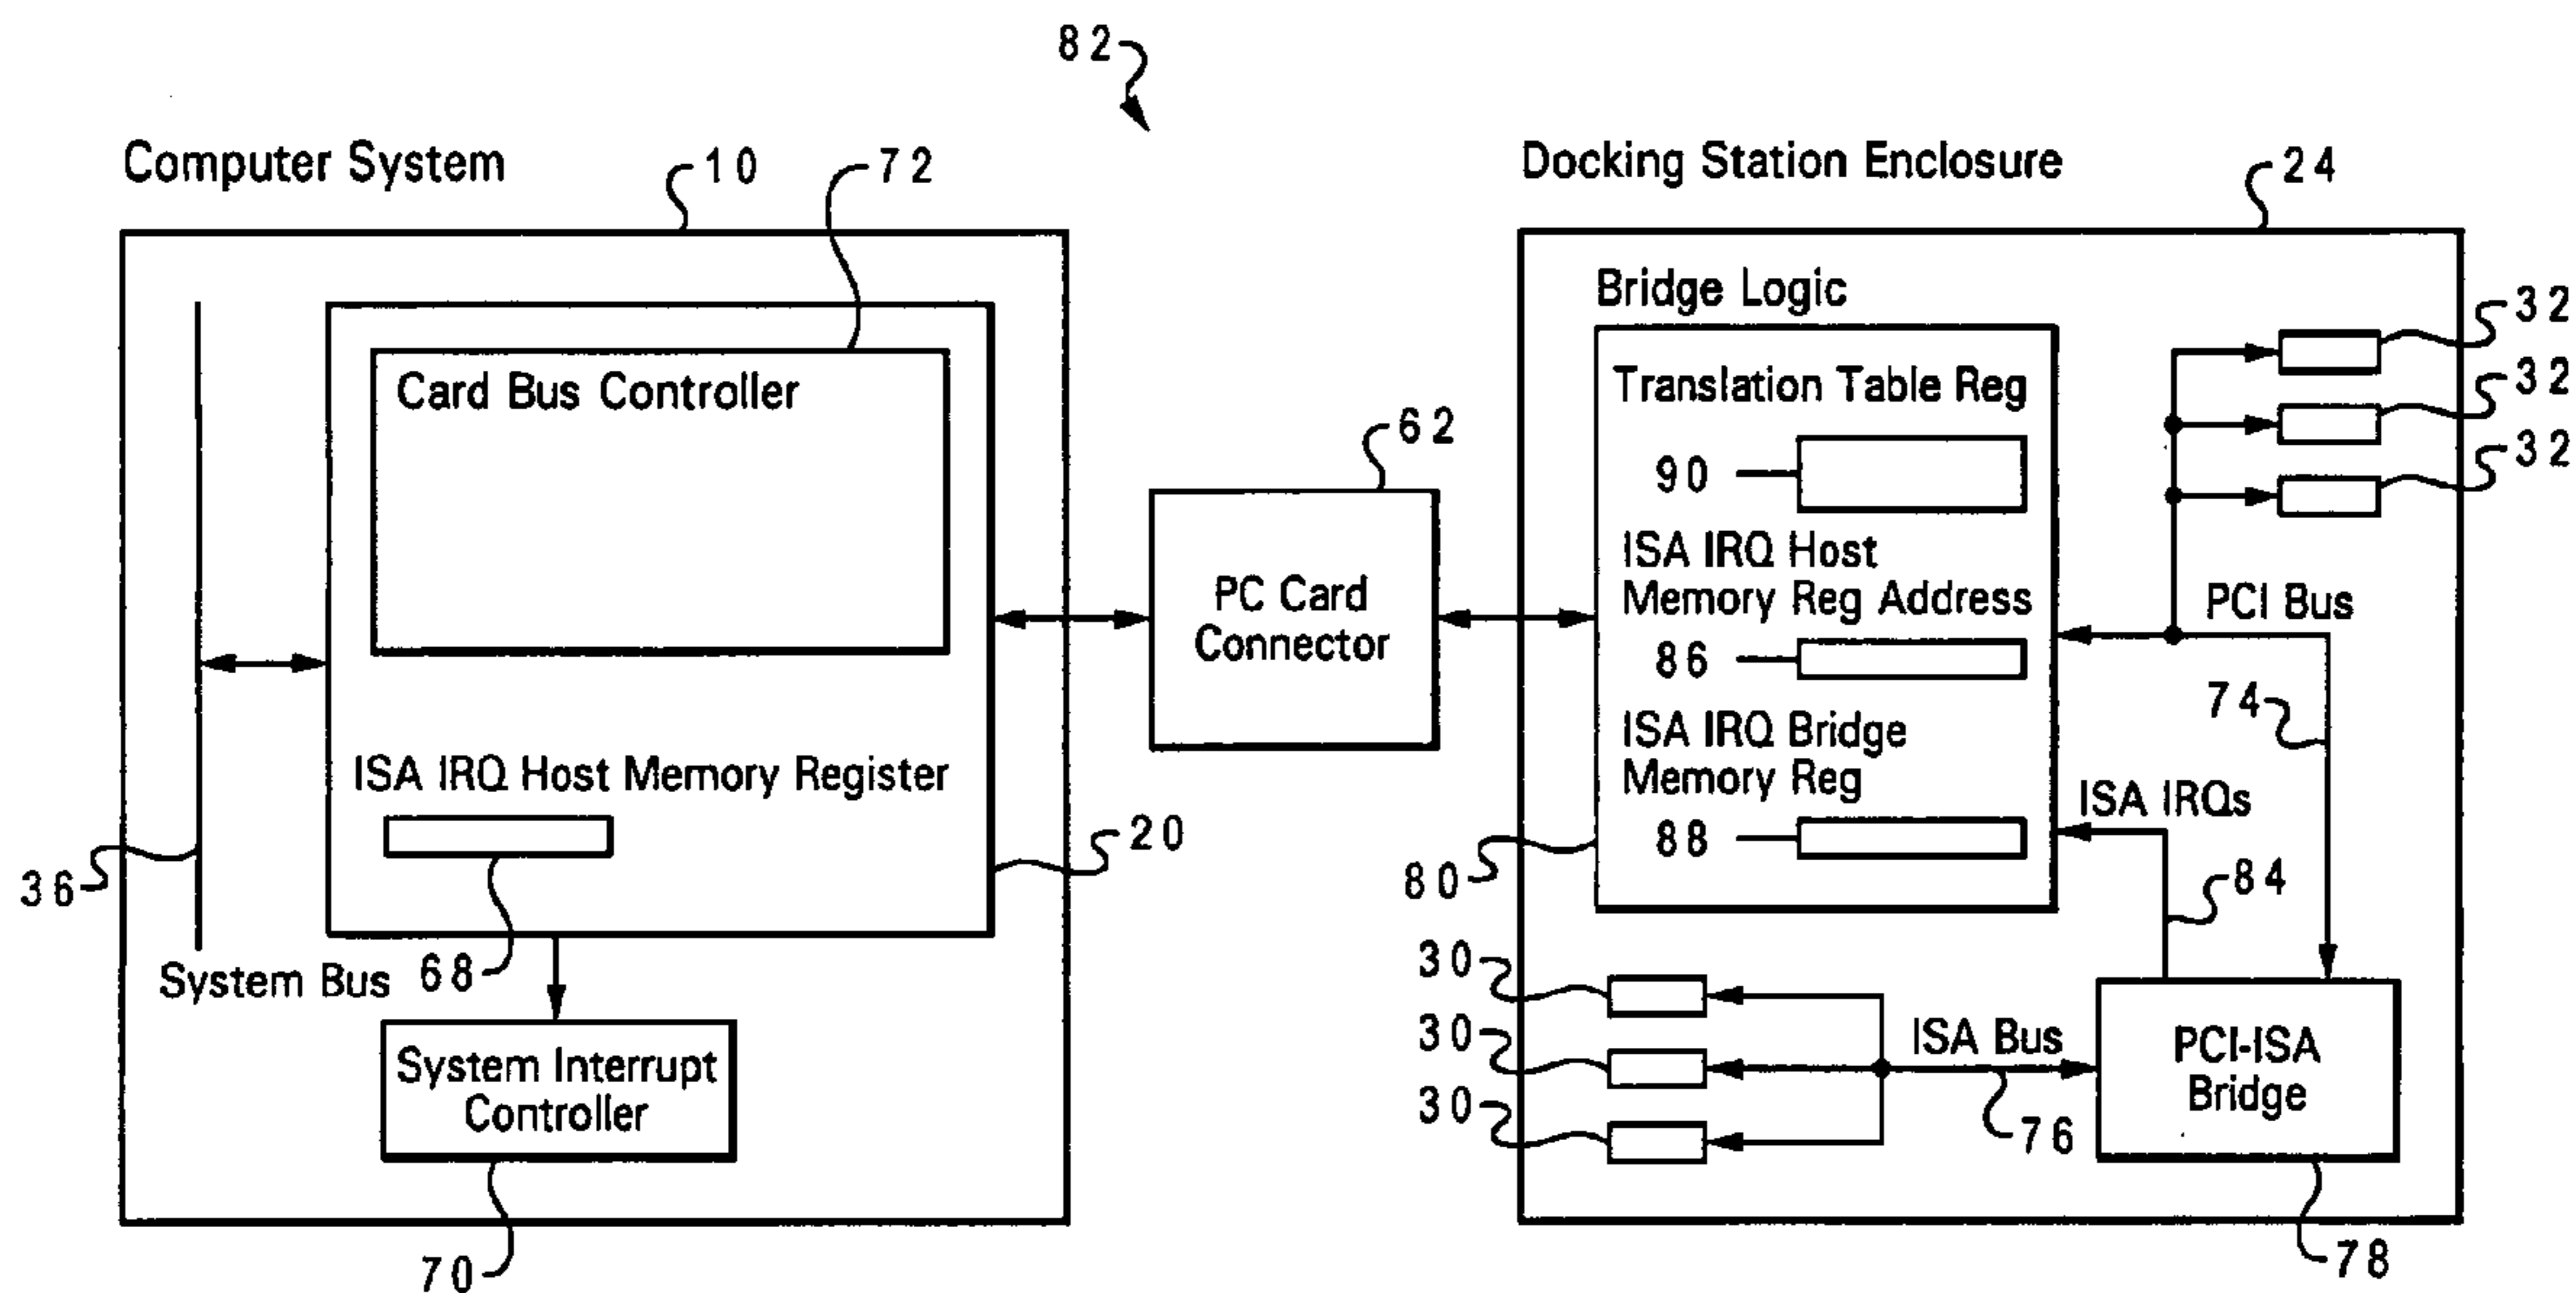 82
Computer System
10
72
Docking Station Enclosure
24
Card Bus Controller
ISA IRQ Host Memory Register
68
20
36
System Bus
System Interrupt
Controller
70
62
PC Card
Connector
Bridge Logic
Translation Table Reg
90
ISA IRQ Host
Memory Reg Address
86
ISA IRQ Bridge
Memory Reg
88
80
32
32
32
PCI Bus
74
ISA IRQs
84
30
30
30
ISA Bus
76
PCI-ISA
Bridge
78